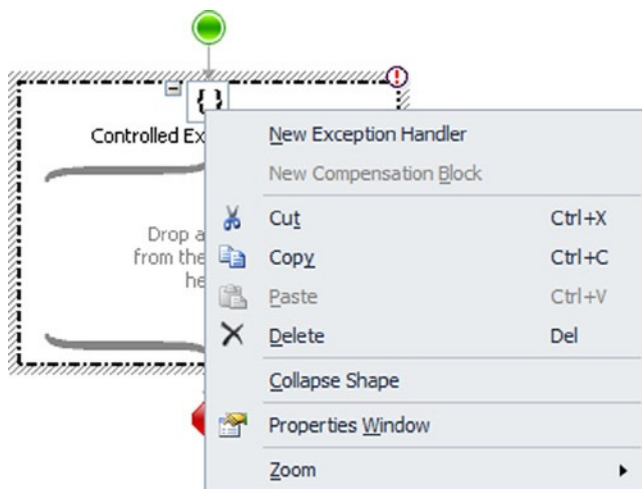 { }
Controlled Ex
Drop a
from the
he
New Exception Handler
New Compensation Block
Cut Ctrl+X
Copy Ctrl+C
Paste Ctrl+V
Delete Del
Collapse Shape
Properties Window
Zoom